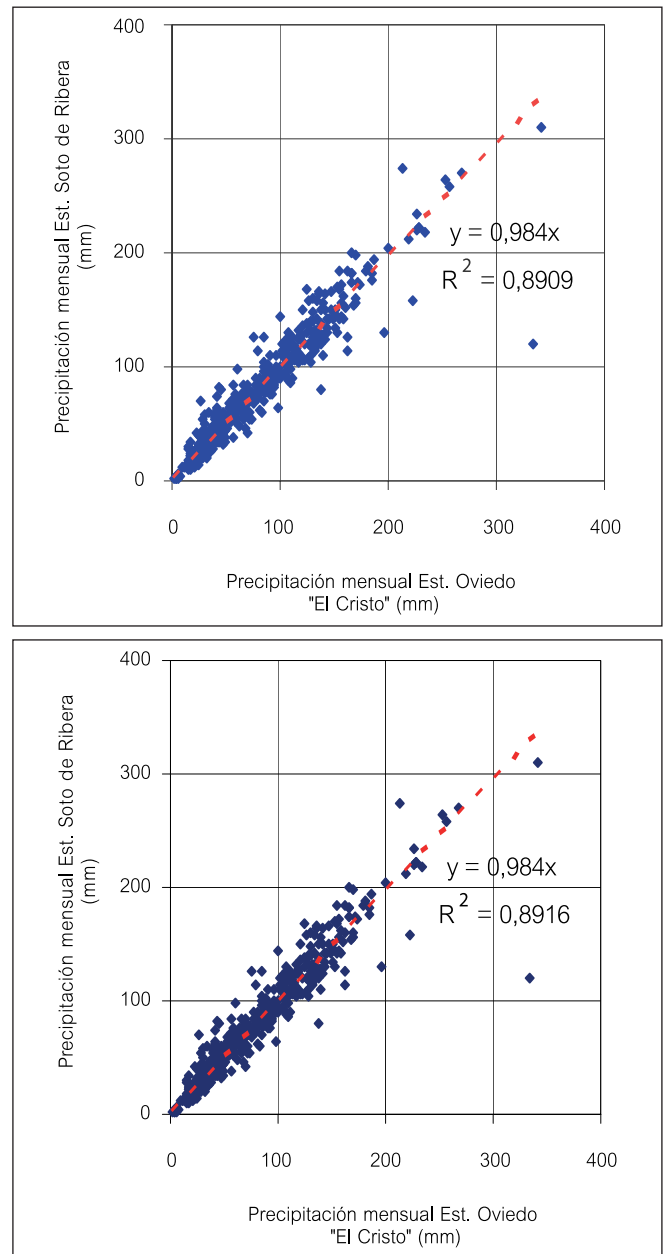 400
300
200
100
0
Precipitación mensual Est. Soto de Ribera
(mm)
y = 0,984x
R² = 0,8909
0 100 200 300 400
Precipitación mensual Est. Oviedo
"El Cristo" (mm)
400
300
200
100
0
Precipitación mensual Est. Soto de Ribera
(mm)
y = 0,984x
R² = 0,8916
0 100 200 300 400
Precipitación mensual Est. Oviedo
"El Cristo" (mm)